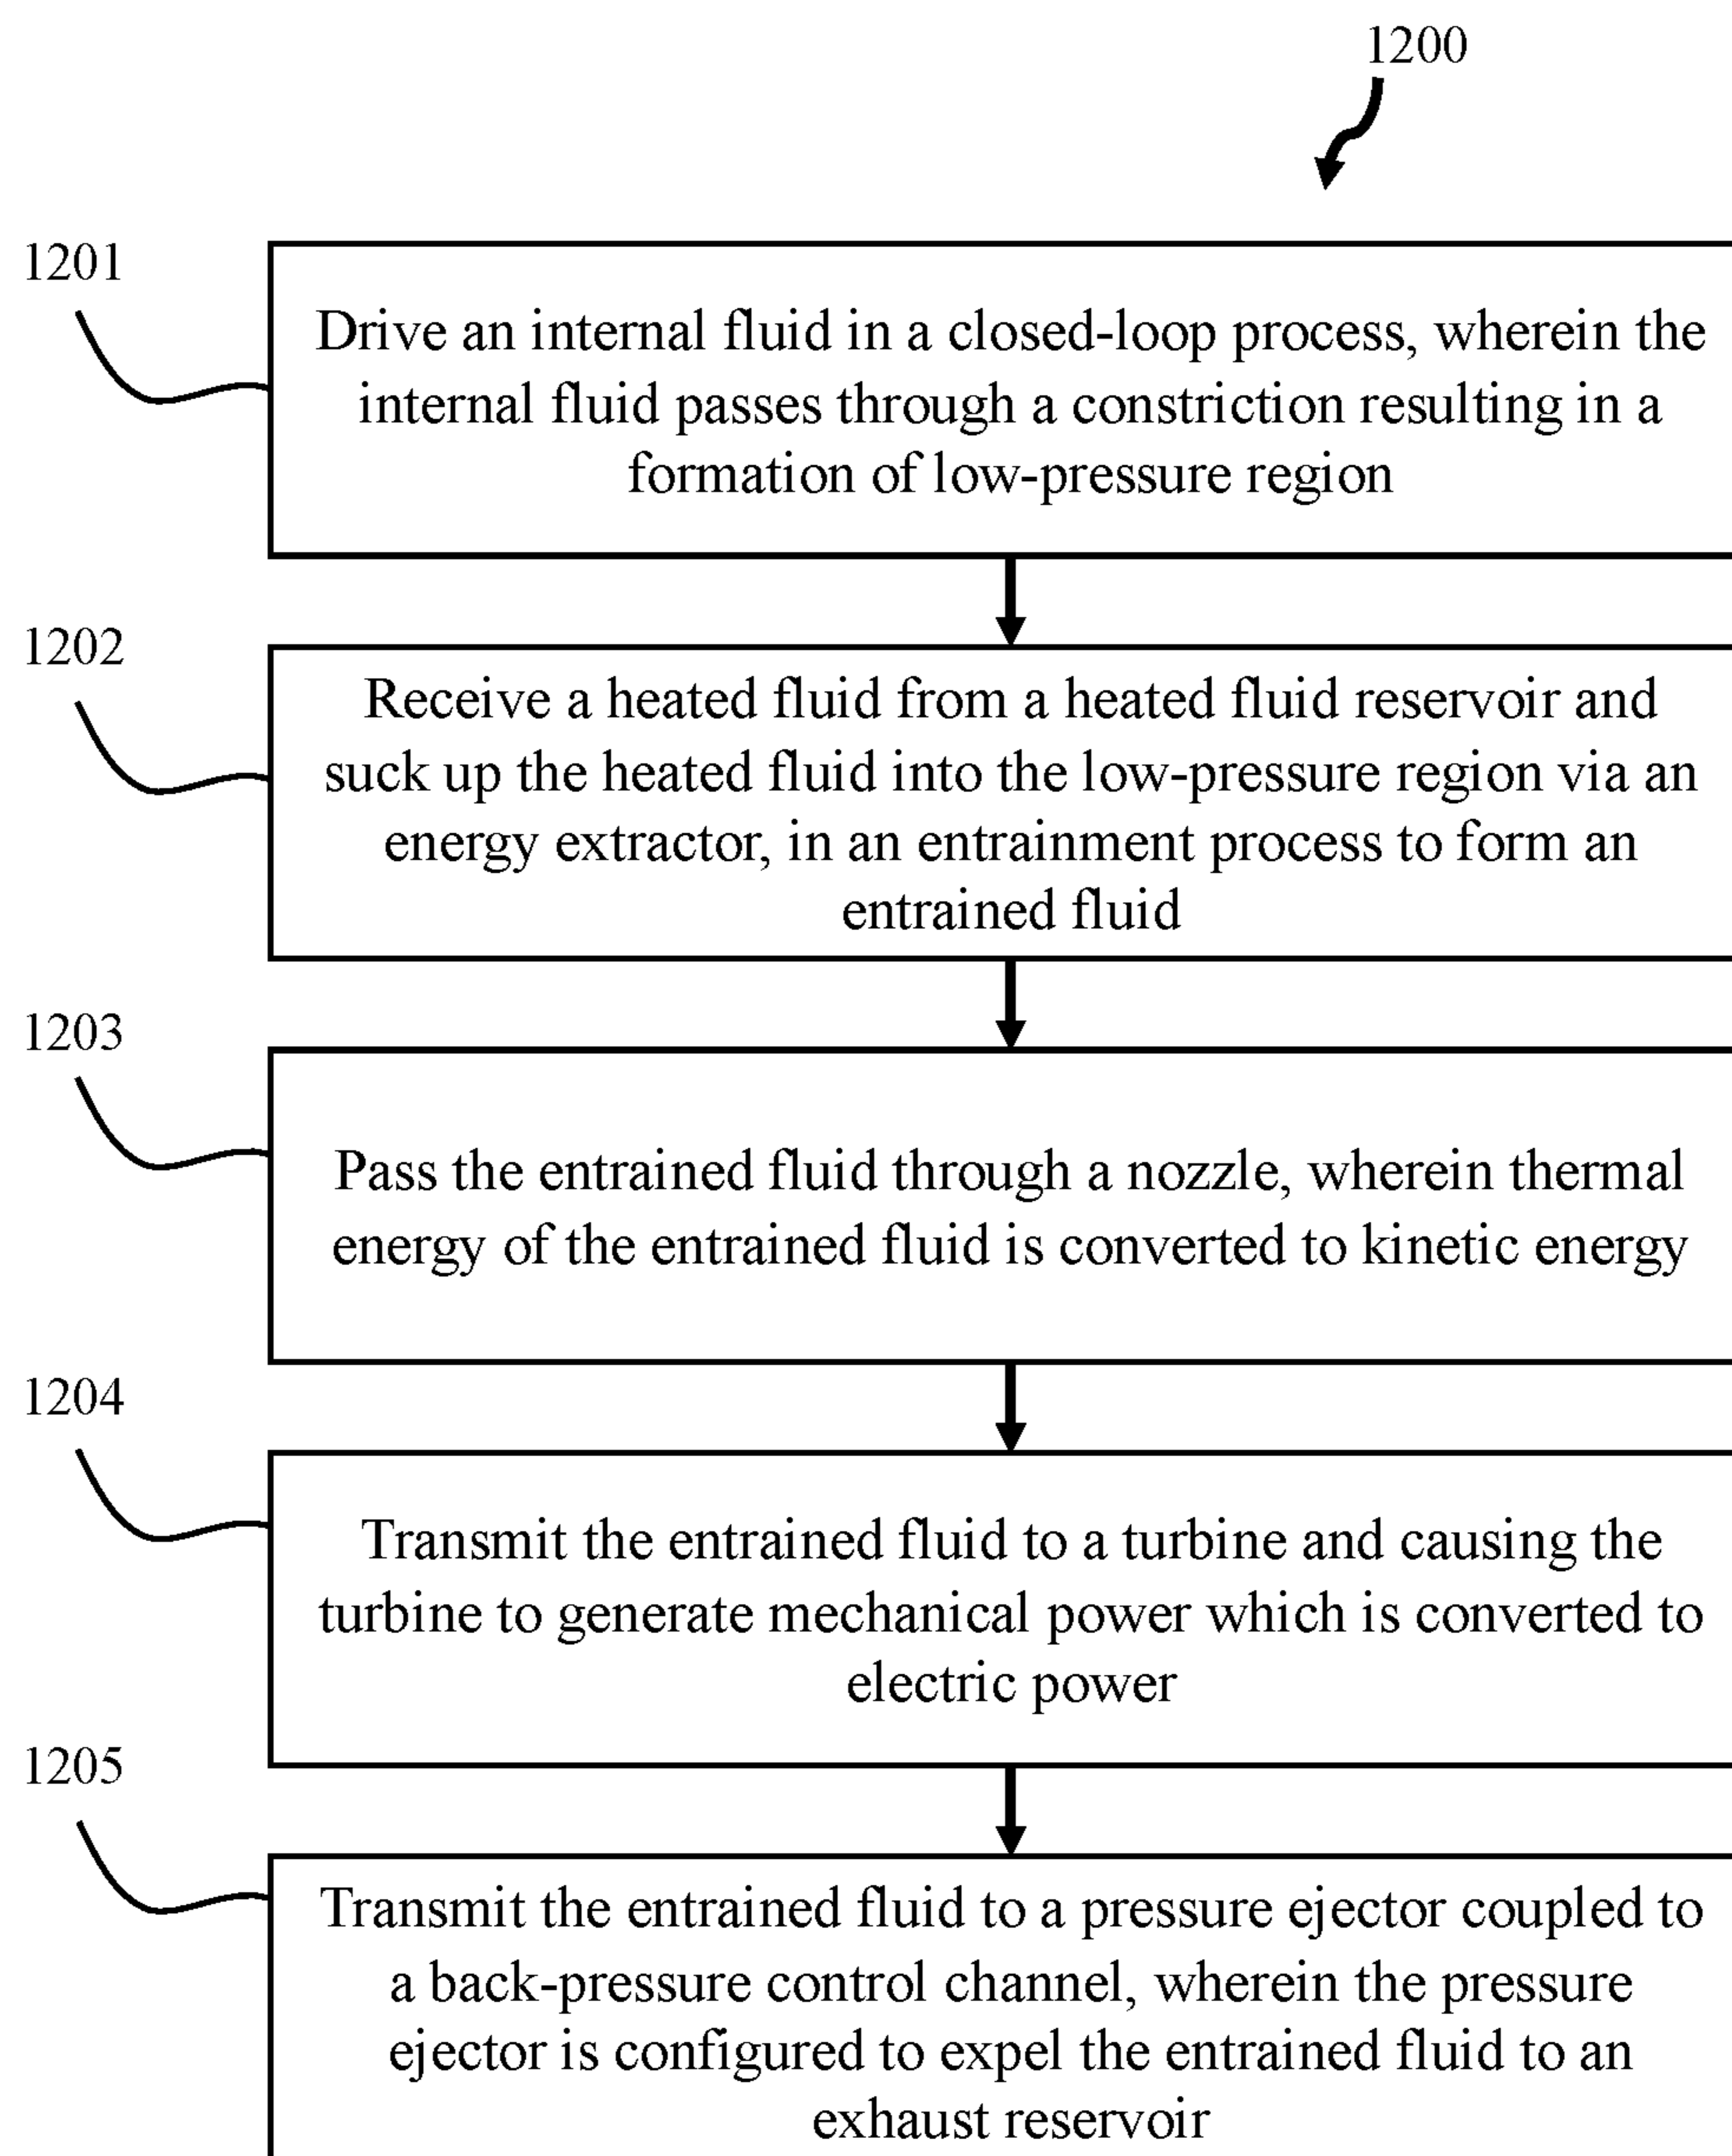 1200
1201
Drive an internal fluid in a closed-loop process, wherein the
internal fluid passes through a constriction resulting in a
formation of low-pressure region
1202
Receive a heated fluid from a heated fluid reservoir and
suck up the heated fluid into the low-pressure region via an
energy extractor, in an entrainment process to form an
entrained fluid
1203
Pass the entrained fluid through a nozzle, wherein thermal
energy of the entrained fluid is converted to kinetic energy
1204
Transmit the entrained fluid to a turbine and causing the
turbine to generate mechanical power which is converted to
electric power
1205
Transmit the entrained fluid to a pressure ejector coupled to
a back-pressure control channel, wherein the pressure
ejector is configured to expel the entrained fluid to an
exhaust reservoir